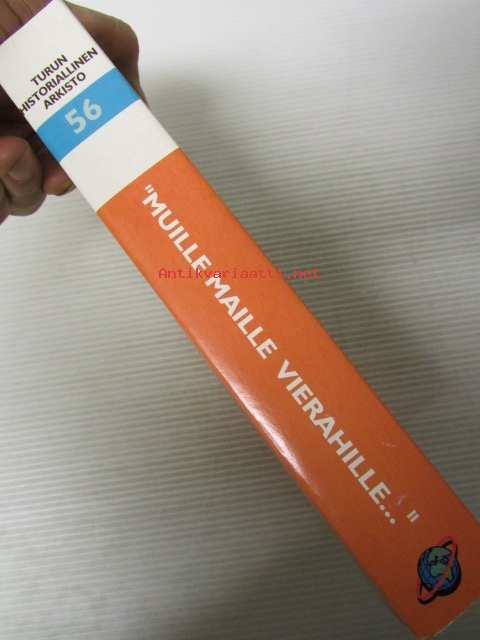 TURUN
HISTORIALLINEN
ARKISTO
56
"MUILLE MAILLE VIERAHILLE..."
Antikvariaatti.net